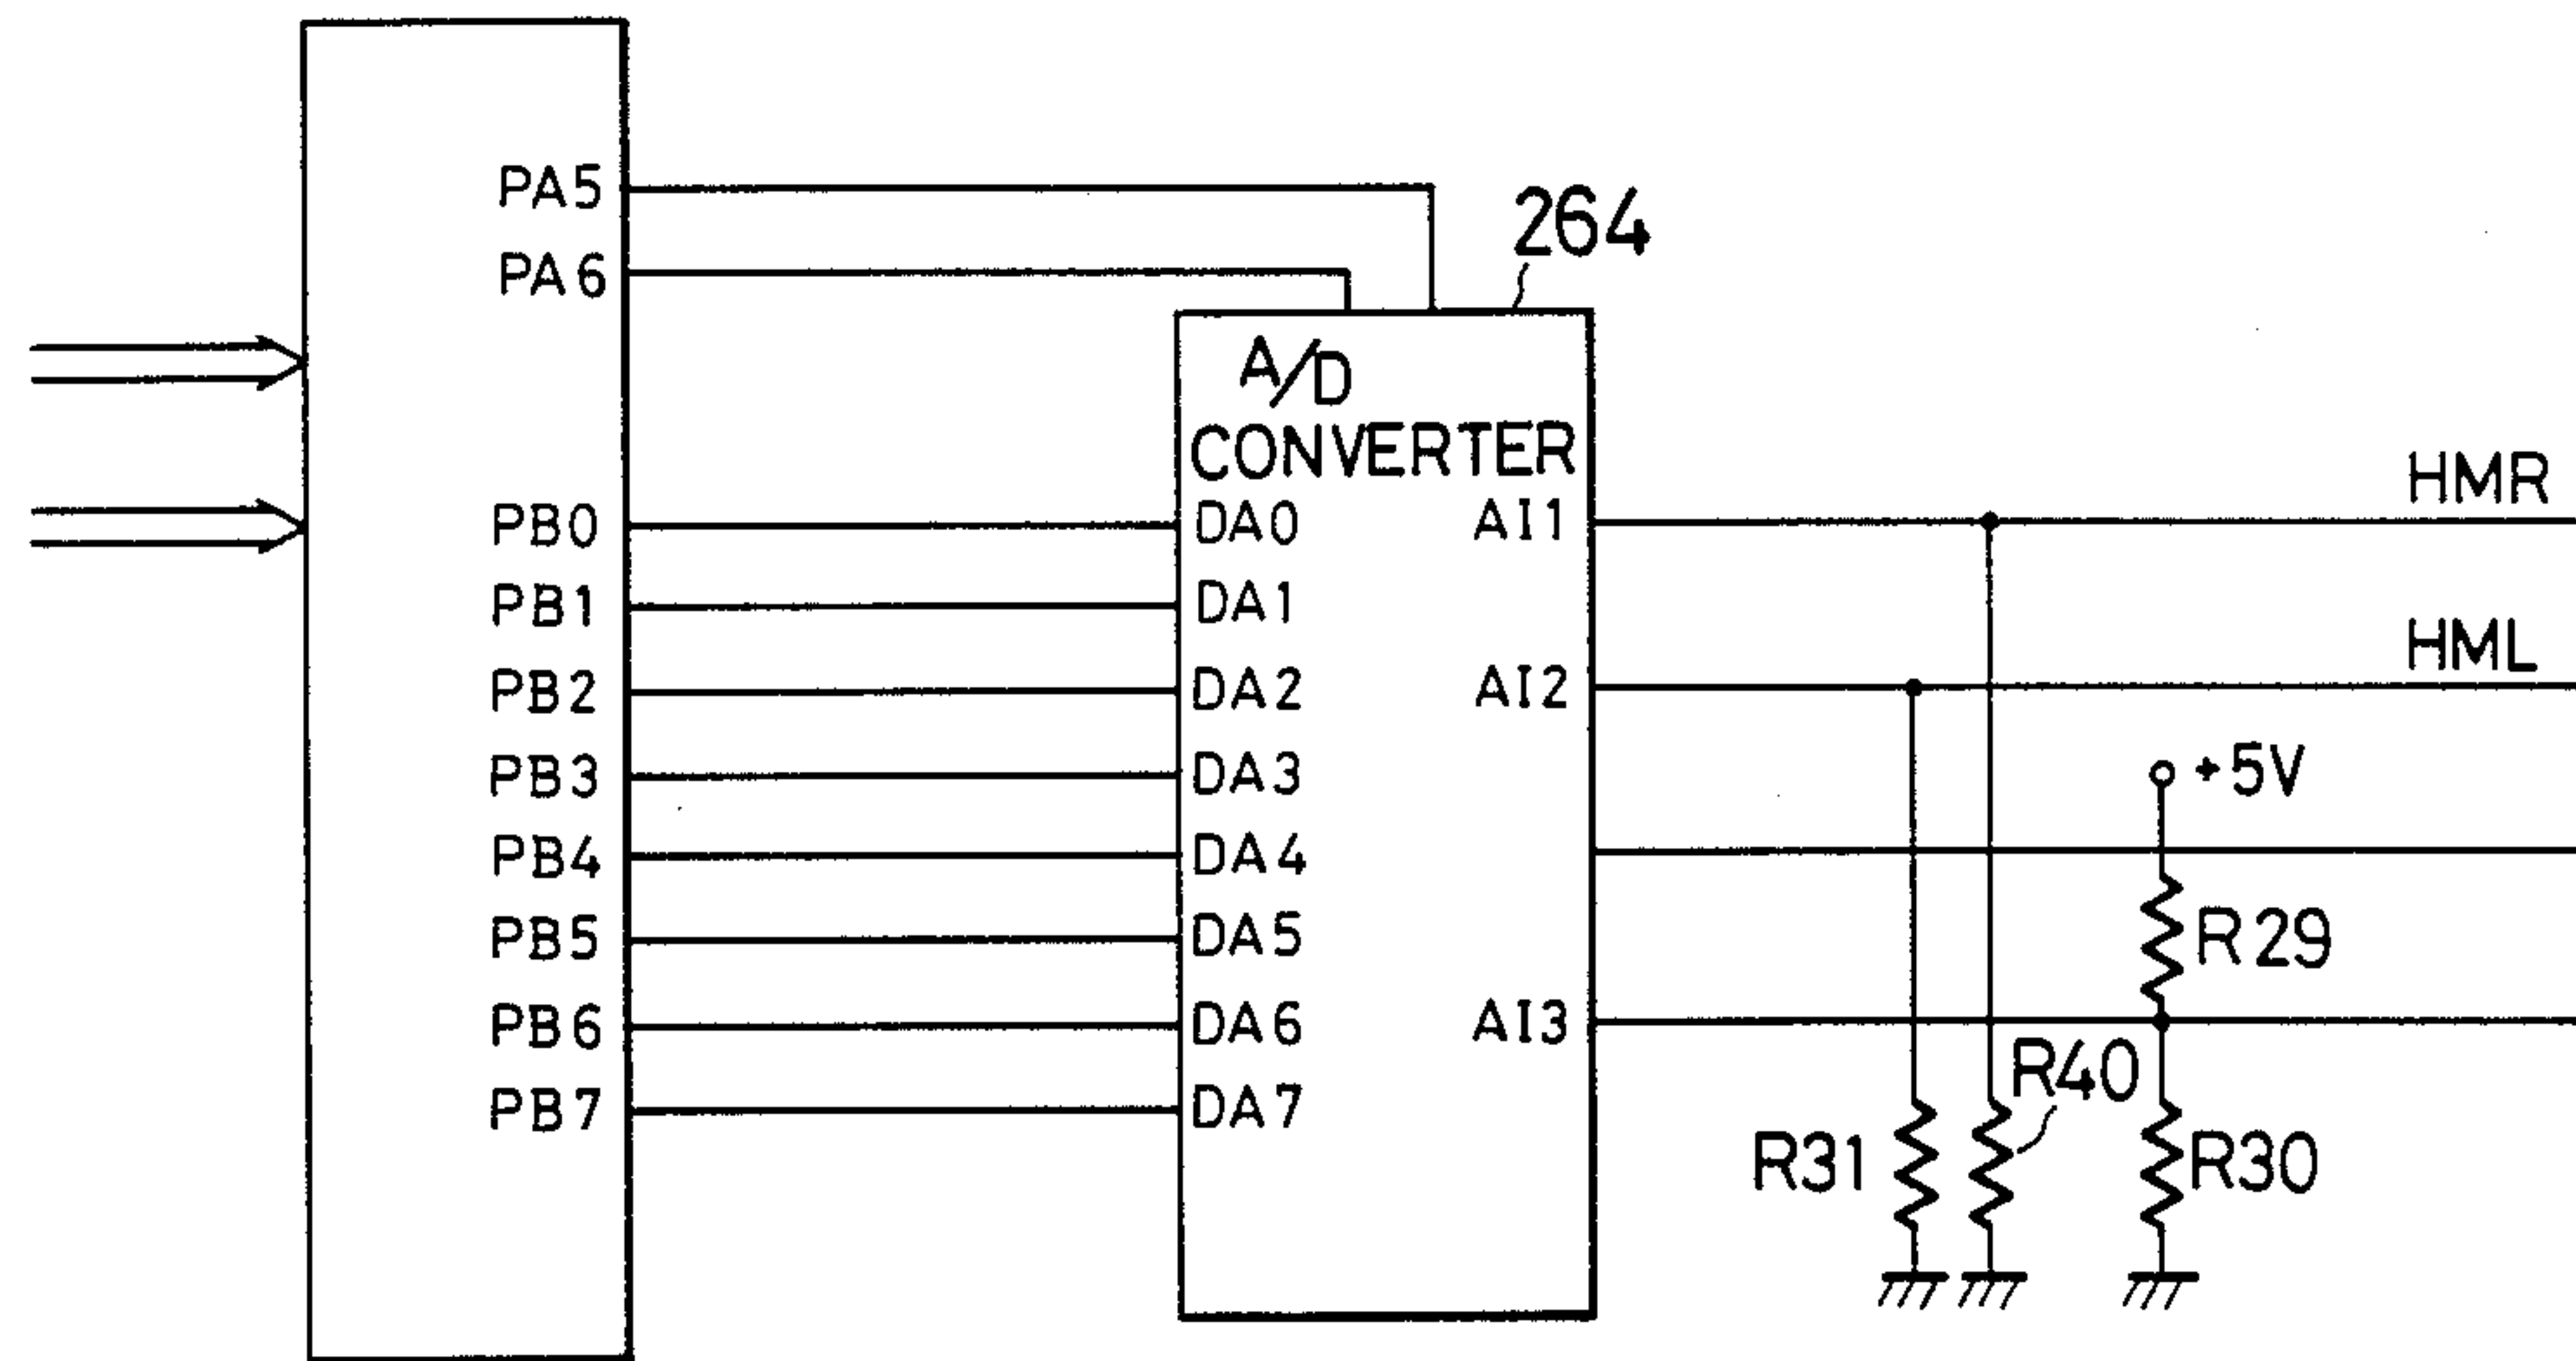 PA5
264
PA6
A/D
CONVERTER
HMR
PB0 DA0 AI1
PB1 DA1
HML
PB2 DA2 AI2
PB3 DA3 +5V
PB4 DA4
PB5 DA5 R29
PB6 DA6 AI3
R40
PB7 DA7
R31 R30